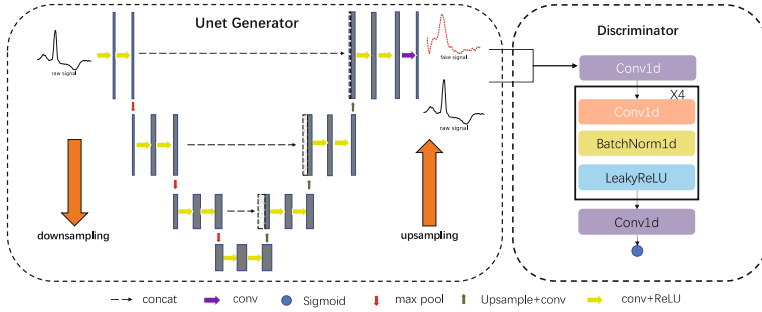 Unet Generator
raw signal
fake signal
raw signal
downsampling
upsampling
Discriminator
Conv1d
X4
Conv1d
BatchNorm1d
LeakyReLU
Conv1d
concat
conv
Sigmoid
max pool
Upsample+conv
conv+ReLU